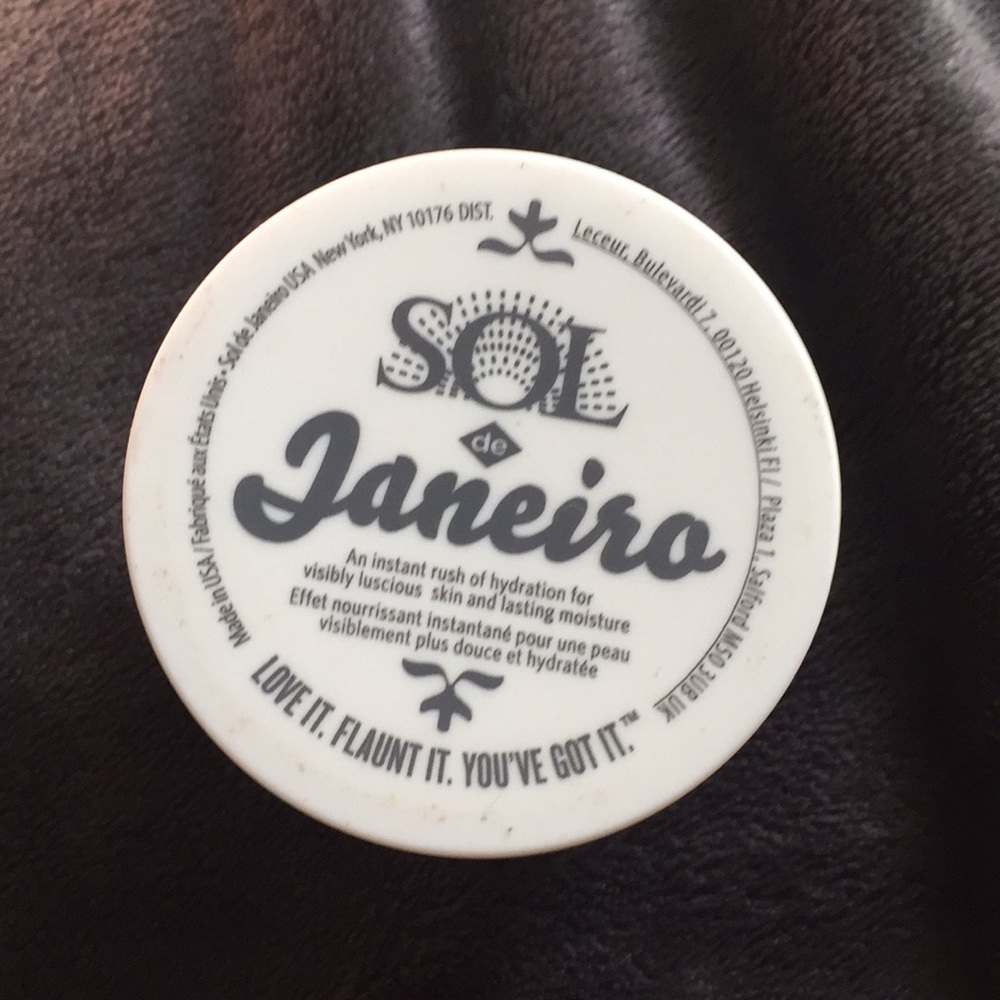 Made in USA / Fabriqué aux États Unis • Sol de Janeiro USA New York, NY 10176 DIST.
Leceur, Bulevardi 7, 00120 Helsinki FI / Plaza 1, Salford M50 3UB UK
SOL
de
Janeiro
An instant rush of hydration for
visibly luscious skin and lasting moisture
Effet nourrissant instantané pour une peau
visiblement plus douce et hydratée
LOVE IT. FLAUNT IT. YOU'VE GOT IT.™